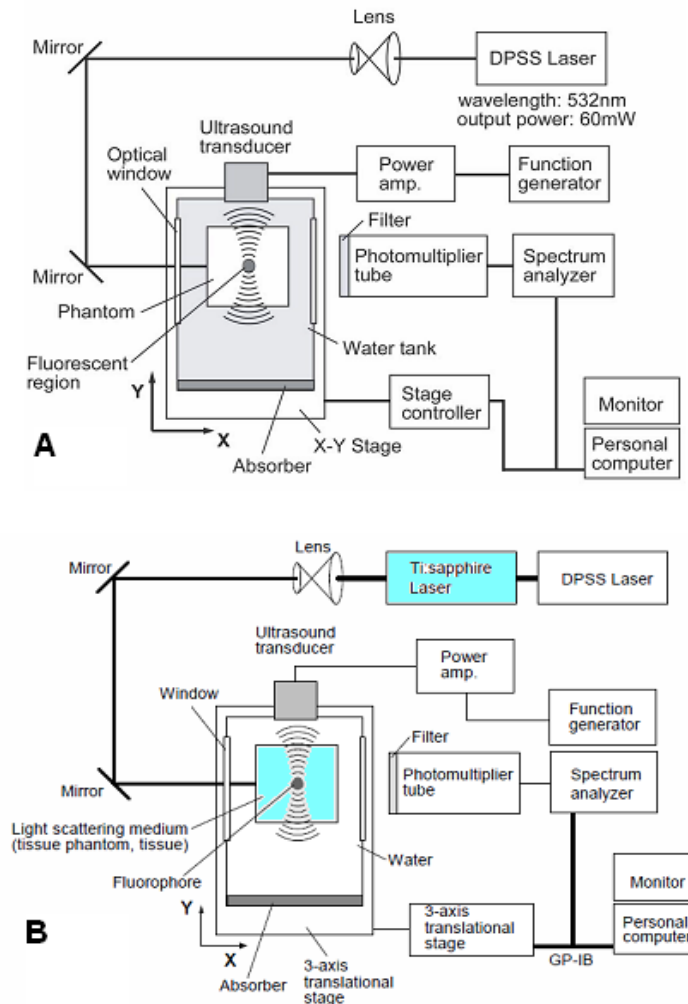 Lens
Mirror
DPSS Laser
wavelength: 532nm
output power: 60mW
Ultrasound
transducer
Optical
window
Power
amp.
Function
generator
Filter
Photomultiplier
tube
Spectrum
analyzer
Mirror
Phantom
Water tank
Fluorescent
region
Y
X
Stage
controller
Monitor
Personal
computer
X-Y Stage
Absorber
A
Lens
Mirror
Ti:sapphire
Laser
DPSS Laser
Ultrasound
transducer
Power
amp.
Window
Function
generator
Filter
Photomultiplier
tube
Spectrum
analyzer
Mirror
Light scattering medium
(tissue phantom, tissue)
Water
Fluorophore
Monitor
Y
X
3-axis
translational
stage
Personal
computer
GP-IB
B
Absorber
3-axis
translational
stage